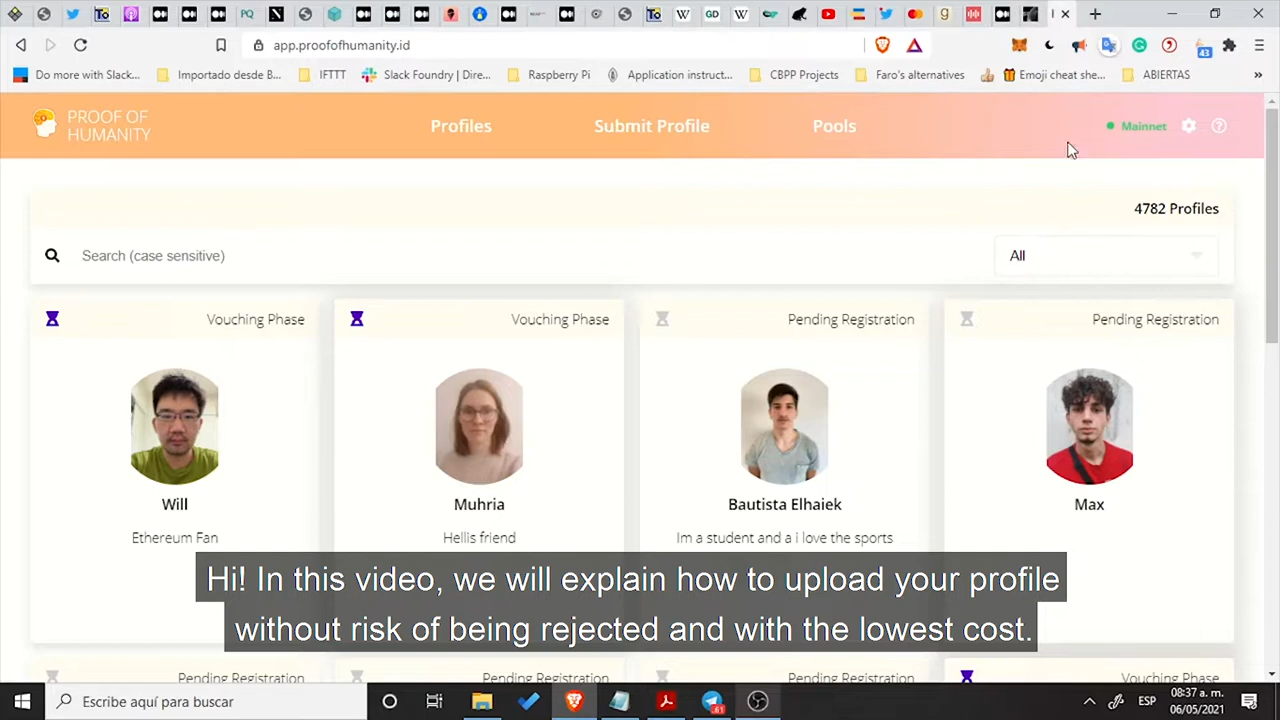 app.proofofhumanity.id
43
Do more with Slack...
Importado desde B...
IFTTT
Slack Foundry | Dire...
Raspberry Pi
Application instruct...
CBPP Projects
Faro's alternatives
Emoji cheat she...
ABIERTAS
»
PROOF OF
HUMANITY
Profiles
Submit Profile
Pools
Mainnet
4782 Profiles
Search (case sensitive)
All
Vouching Phase
Vouching Phase
Pending Registration
Pending Registration
Will
Muhria
Bautista Elhaiek
Max
Ethereum Fan
Hellis friend
Im a student and a i love the sports
Hi! In this video, we will explain how to upload your profile
without risk of being rejected and with the lowest cost.
Pending Registration
Pending Registration
Pending Registration
Vouching Phase
Escribe aquí para buscar
61
ESP
08:37 a. m.
06/05/2021